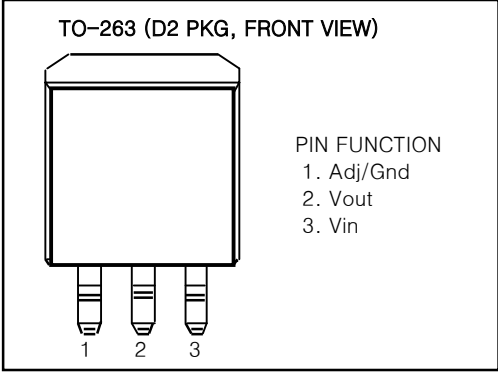 TO-263 (D2 PKG, FRONT VIEW)
PIN FUNCTION
1. Adj/Gnd
2. Vout
3. Vin
1 2 3